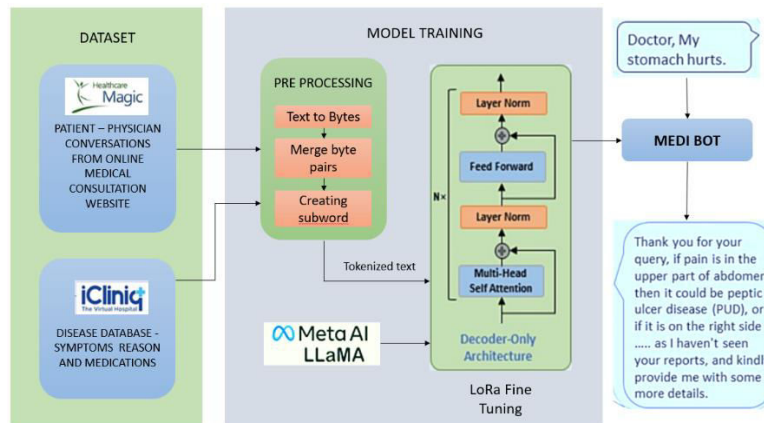 DATASET
Healthcare
Magic
PATIENT – PHYSICIAN
CONVERSATIONS
FROM ONLINE
MEDICAL
CONSULTATION
WEBSITE
iCliniq
The Virtual Hospital
DISEASE DATABASE -
SYMPTOMS REASON
AND MEDICATIONS
MODEL TRAINING
PRE PROCESSING
Text to Bytes
Merge byte
pairs
Creating
subword
Tokenized text
Meta AI
LLaMA
Layer Norm
Feed Forward
N×
Layer Norm
Multi-Head
Self Attention
Decoder-Only
Architecture
LoRa Fine
Tuning
Doctor, My
stomach hurts.
MEDI BOT
Thank you for your
query, if pain is in the
upper part of abdomer
then it could be peptic
ulcer disease (PUD), or
if it is on the right side
..... as I haven't seen
your reports, and kindl
provide me with some
more details.